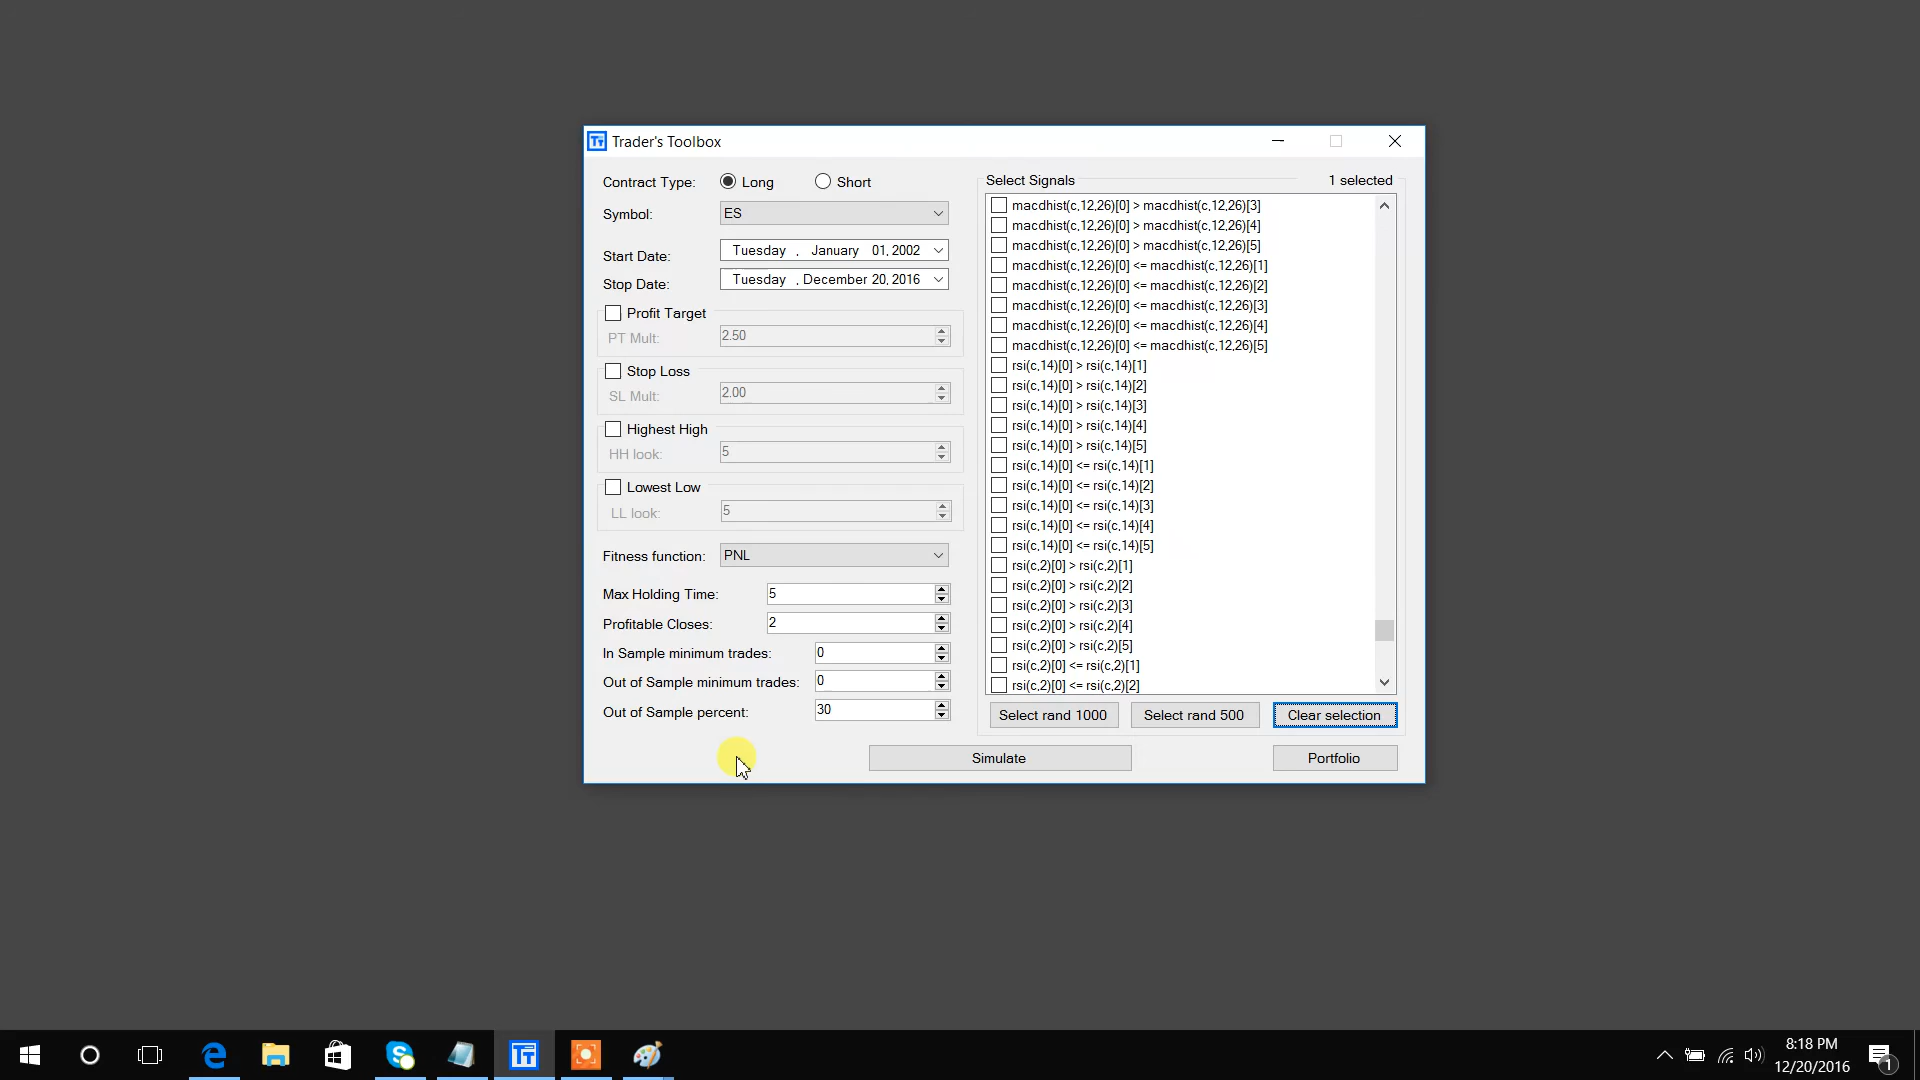 Trader's Toolbox
Contract Type: Long Short
Symbol: ES
Start Date: Tuesday , January 01, 2002
Stop Date: Tuesday , December 20, 2016
Profit Target
PT Mult: 2.50
Stop Loss
SL Mult: 2.00
Highest High
HH look: 5
Lowest Low
LL look: 5
Fitness function: PNL
Max Holding Time: 5
Profitable Closes: 2
In Sample minimum trades: 0
Out of Sample minimum trades: 0
Out of Sample percent: 30
Select Signals 1 selected
macdhist(c,12,26)[0] > macdhist(c,12,26)[3]
macdhist(c,12,26)[0] > macdhist(c,12,26)[4]
macdhist(c,12,26)[0] > macdhist(c,12,26)[5]
macdhist(c,12,26)[0] <= macdhist(c,12,26)[1]
macdhist(c,12,26)[0] <= macdhist(c,12,26)[2]
macdhist(c,12,26)[0] <= macdhist(c,12,26)[3]
macdhist(c,12,26)[0] <= macdhist(c,12,26)[4]
macdhist(c,12,26)[0] <= macdhist(c,12,26)[5]
rsi(c,14)[0] > rsi(c,14)[1]
rsi(c,14)[0] > rsi(c,14)[2]
rsi(c,14)[0] > rsi(c,14)[3]
rsi(c,14)[0] > rsi(c,14)[4]
rsi(c,14)[0] > rsi(c,14)[5]
rsi(c,14)[0] <= rsi(c,14)[1]
rsi(c,14)[0] <= rsi(c,14)[2]
rsi(c,14)[0] <= rsi(c,14)[3]
rsi(c,14)[0] <= rsi(c,14)[4]
rsi(c,14)[0] <= rsi(c,14)[5]
rsi(c,2)[0] > rsi(c,2)[1]
rsi(c,2)[0] > rsi(c,2)[2]
rsi(c,2)[0] > rsi(c,2)[3]
rsi(c,2)[0] > rsi(c,2)[4]
rsi(c,2)[0] > rsi(c,2)[5]
rsi(c,2)[0] <= rsi(c,2)[1]
rsi(c,2)[0] <= rsi(c,2)[2]
Select rand 1000 Select rand 500 Clear selection
Simulate Portfolio
8:18 PM
12/20/2016
1